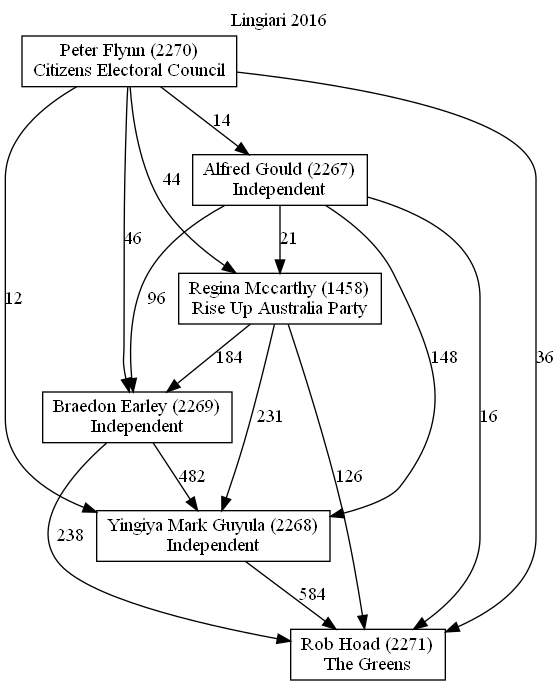 Lingiari 2016
Peter Flynn (2270)
Citizens Electoral Council
14
Alfred Gould (2267)
Independent
44
46
21
96
12
148
16
36
Regina Mccarthy (1458)
Rise Up Australia Party
184
Braedon Earley (2269)
Independent
231
126
482
238
Yingiya Mark Guyula (2268)
Independent
584
Rob Hoad (2271)
The Greens